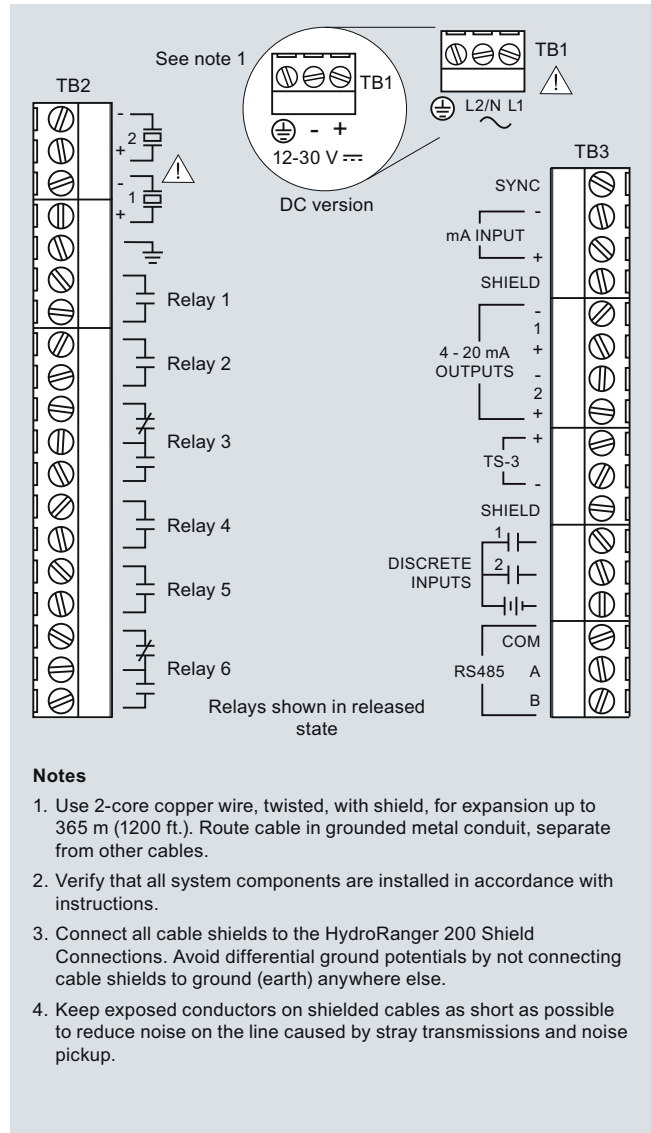 See note 1
TB1
12-30 V
DC version
TB1
L2/N L1
TB2
- 2 +
- 1 +
Relay 1
Relay 2
Relay 3
Relay 4
Relay 5
Relay 6
Relays shown in released
state
TB3
SYNC
-
mA INPUT
+
SHIELD
-
1
+
4 - 20 mA
OUTPUTS
-
2
+
+
TS-3
-
SHIELD
1
DISCRETE
INPUTS
2
COM
RS485 A
B
- +
Notes
1. Use 2-core copper wire, twisted, with shield, for expansion up to
365 m (1200 ft.). Route cable in grounded metal conduit, separate
from other cables.
2. Verify that all system components are installed in accordance with
instructions.
3. Connect all cable shields to the HydroRanger 200 Shield
Connections. Avoid differential ground potentials by not connecting
cable shields to ground (earth) anywhere else.
4. Keep exposed conductors on shielded cables as short as possible
to reduce noise on the line caused by stray transmissions and noise
pickup.